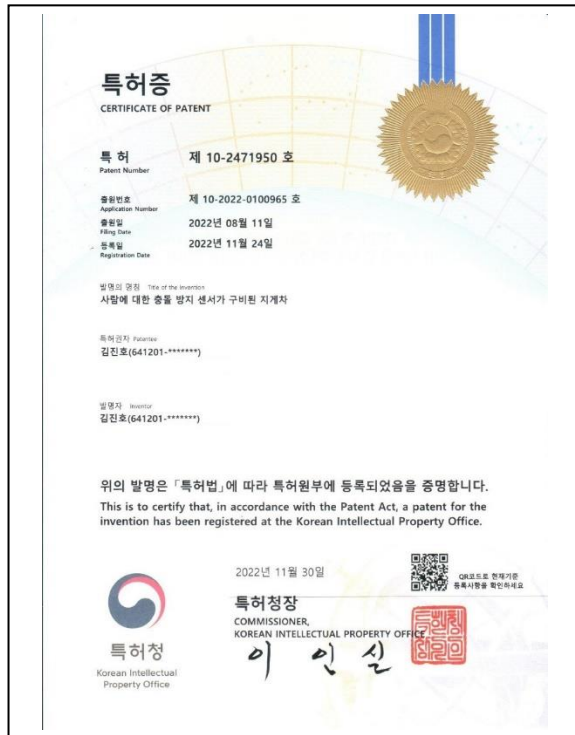 특허증
CERTIFICATE OF PATENT
특 허 제 10-2471950 호
Patent Number
출원번호 제 10-2022-0100965 호
Application Number
출원일 2022년 08월 11일
Filing Date
등록일 2022년 11월 24일
Registration Date
발명의 명칭 Title of the Invention
사람에 대한 충돌 방지 센서가 구비된 지게차
특허권자 Patentee
김진호(641201-*******)
발명자 Inventor
김진호(641201-*******)
위의 발명은 「특허법」에 따라 특허원부에 등록되었음을 증명합니다.
This is to certify that, in accordance with the Patent Act, a patent for the
invention has been registered at the Korean Intellectual Property Office.
2022년 11월 30일
QR코드로 현재기준
등록사항을 확인하세요
특허청장
COMMISSIONER,
KOREAN INTELLECTUAL PROPERTY OFFICE
이 인 실
특허청
Korean Intellectual
Property Office